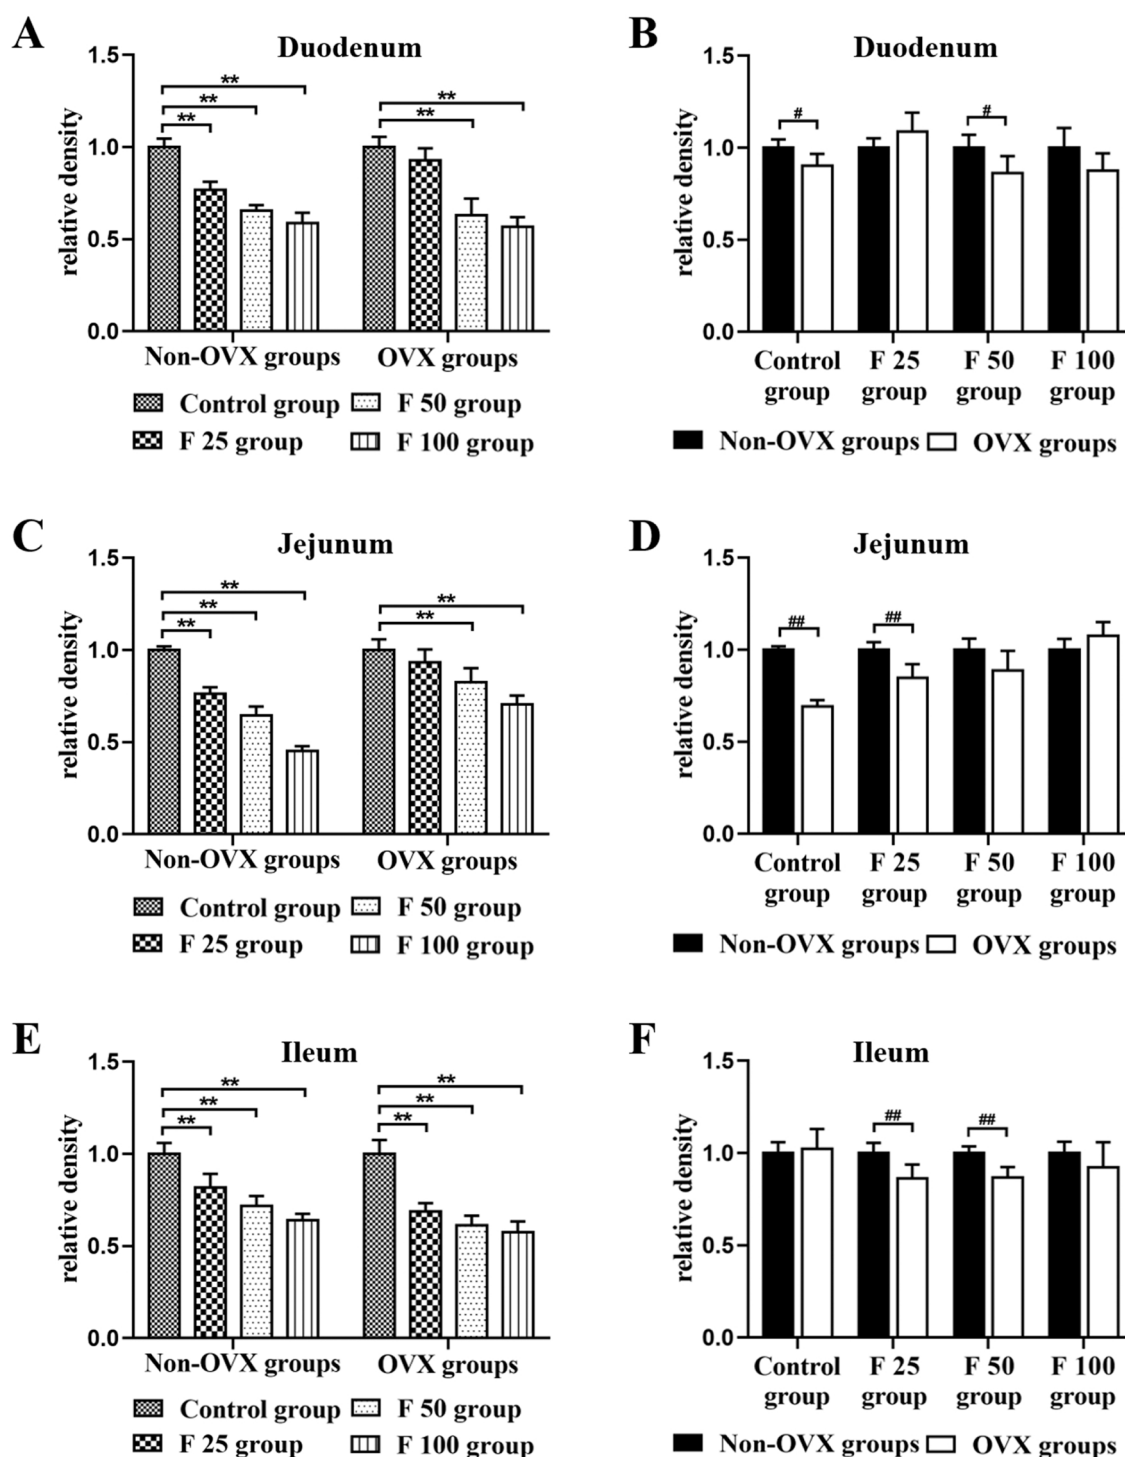 A
Duodenum
relative density
1.5
1.0
0.5
0.0
**
**
**
**
**
Non-OVX groups
OVX groups
Control group
F 50 group
F 25 group
F 100 group
B
Duodenum
relative density
1.5
1.0
0.5
0.0
#
#
Control group
F 25 group
F 50 group
F 100 group
Non-OVX groups
OVX groups
C
Jejunum
relative density
1.5
1.0
0.5
0.0
**
**
**
**
**
Non-OVX groups
OVX groups
Control group
F 50 group
F 25 group
F 100 group
D
Jejunum
relative density
1.5
1.0
0.5
0.0
##
##
Control group
F 25 group
F 50 group
F 100 group
Non-OVX groups
OVX groups
E
Ileum
relative density
1.5
1.0
0.5
0.0
**
**
**
**
**
**
Non-OVX groups
OVX groups
Control group
F 50 group
F 25 group
F 100 group
F
Ileum
relative density
1.5
1.0
0.5
0.0
##
##
Control group
F 25 group
F 50 group
F 100 group
Non-OVX groups
OVX groups